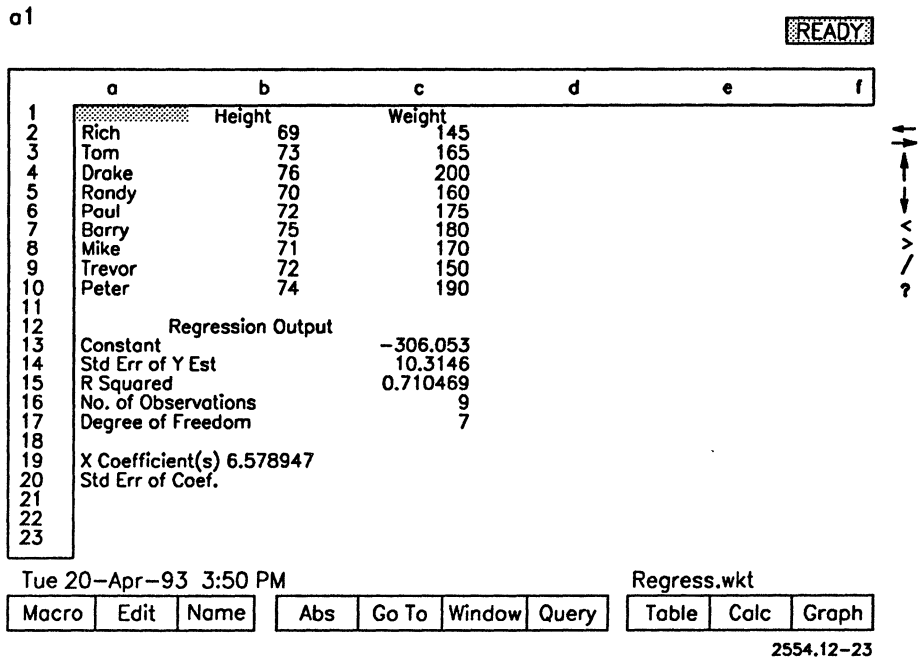 a1
READY
a b c d e f
1 Height Weight
2 Rich 69 145
3 Tom 73 165
4 Drake 76 200
5 Randy 70 160
6 Paul 72 175
7 Barry 75 180
8 Mike 71 170
9 Trevor 72 150
10 Peter 74 190
11
12 Regression Output
13 Constant −306.053
14 Std Err of Y Est 10.3146
15 R Squared 0.710469
16 No. of Observations 9
17 Degree of Freedom 7
18
19 X Coefficient(s) 6.578947
20 Std Err of Coef.
21
22
23
←
→
↑
↓
<
>
/
?
Tue 20−Apr−93 3:50 PM Regress.wkt
Macro Edit Name Abs Go To Window Query Table Calc Graph
2554.12−23